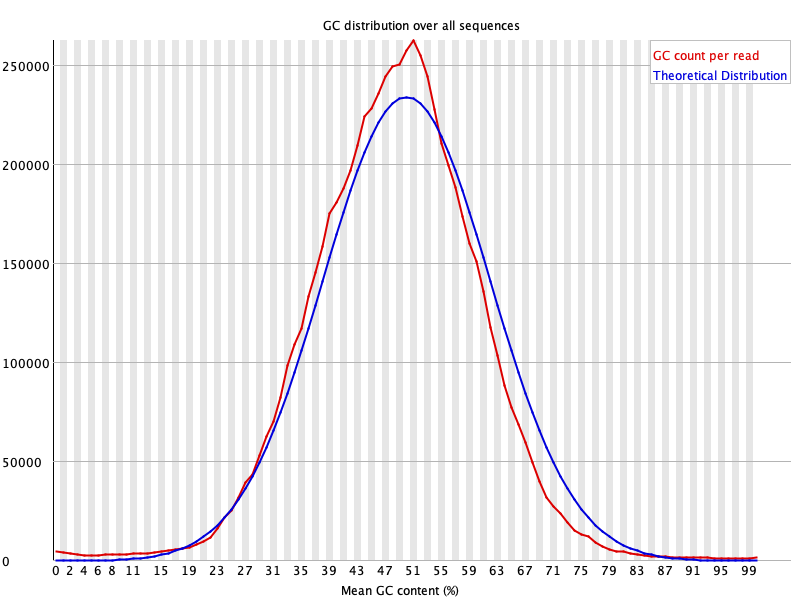 GC distribution over all sequences
GC count per read
Theoretical Distribution
250000
200000
150000
100000
50000
0
0 2 4 6 8 11 15 19 23 27 31 35 39 43 47 51 55 59 63 67 71 75 79 83 87 91 95 99
Mean GC content (%)